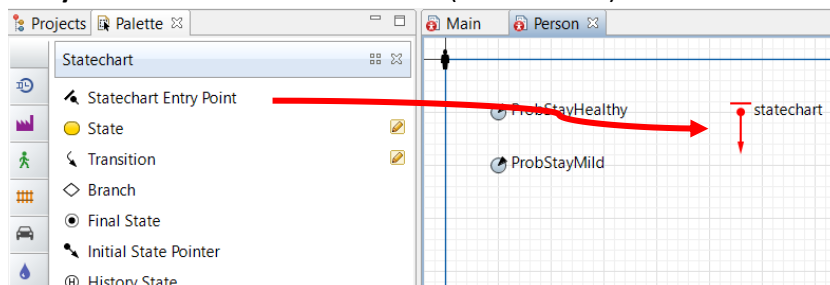 Projects Palette
Main Person
Statechart
Statechart Entry Point
State
Transition
Branch
Final State
Initial State Pointer
History State
ProbStayHealthy
statechart
ProbStayMild